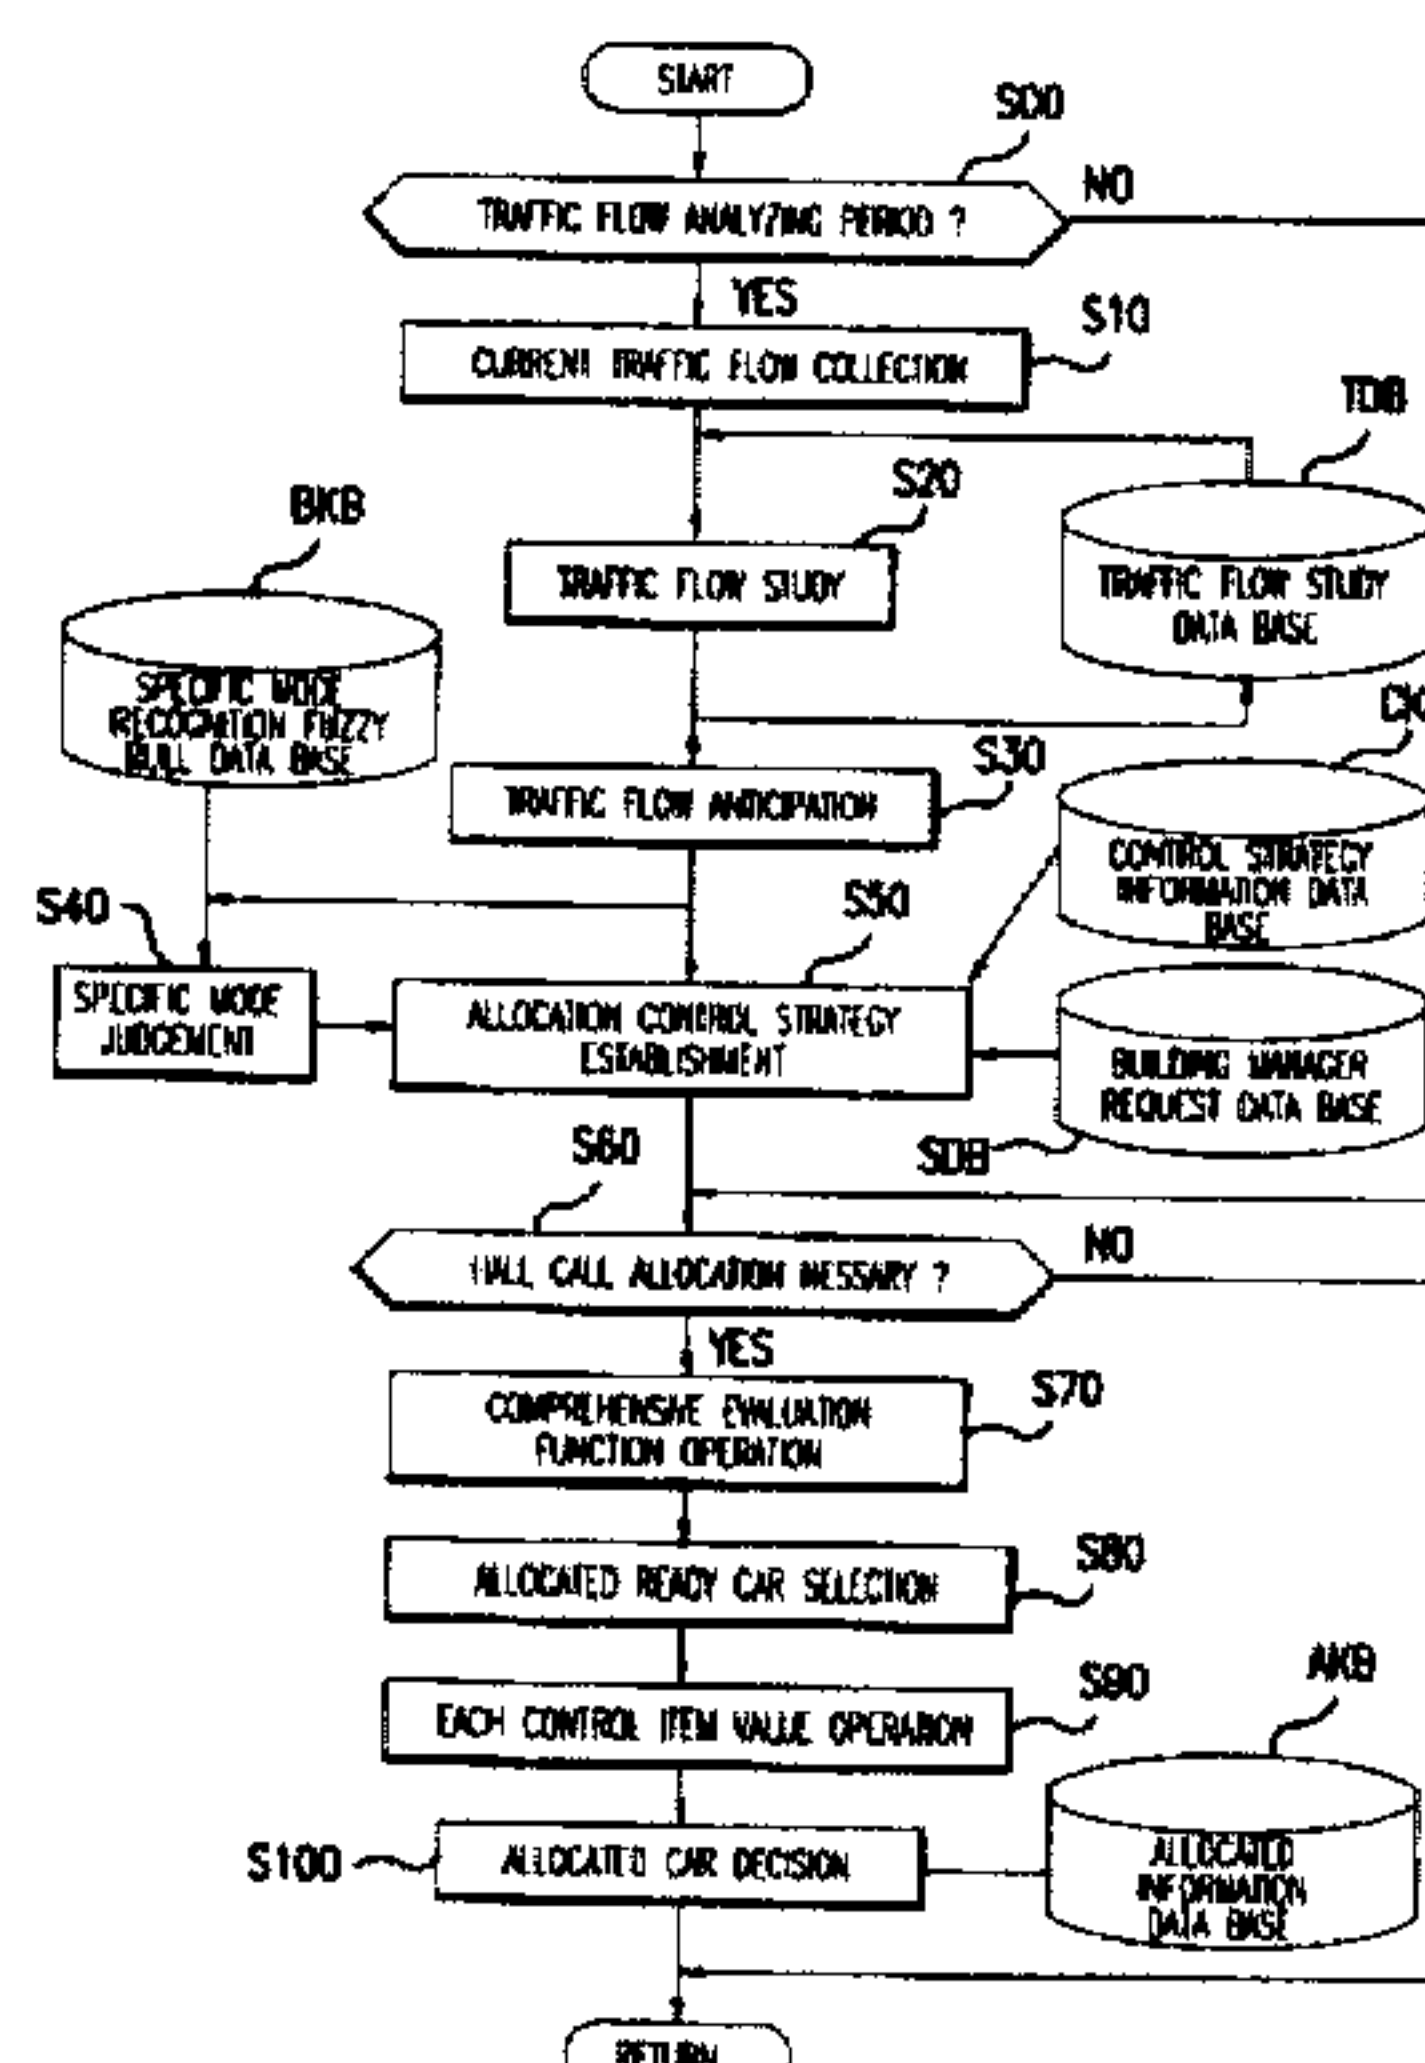 START
S00
NO
TRAFFIC FLOW ANALYZING PERIOD ?
YES
S10
CURRENT TRAFFIC FLOW COLLECTION
TDB
S20
BKB
TRAFFIC FLOW STUDY
TRAFFIC FLOW STUDY
DATA BASE
SPECIFIC MODE
RECOGNITION FUZZY
RULL DATA BASE
CK
S30
TRAFFIC FLOW ANTICIPATION
CONTROL STRATEGY
INFORMATION DATA
BASE
S40
S50
SPECIFIC MODE
JUDGEMENT
ALLOCATION CONTROL STRATEGY
ESTABLISHMENT
BUILDING MANAGER
REQUEST DATA BASE
SDB
S60
NO
HALL CALL ALLOCATION NESSARY ?
YES
S70
COMPREHENSIVE EVALUATION
FUNCTION OPERATION
S80
ALLOCATED READY CAR SELECTION
S90
AKB
EACH CONTROL ITEM VALUE OPERATION
S100
ALLOCATED CAR DECISION
ALLOCATED
INFORMATION
DATA BASE
RETURN